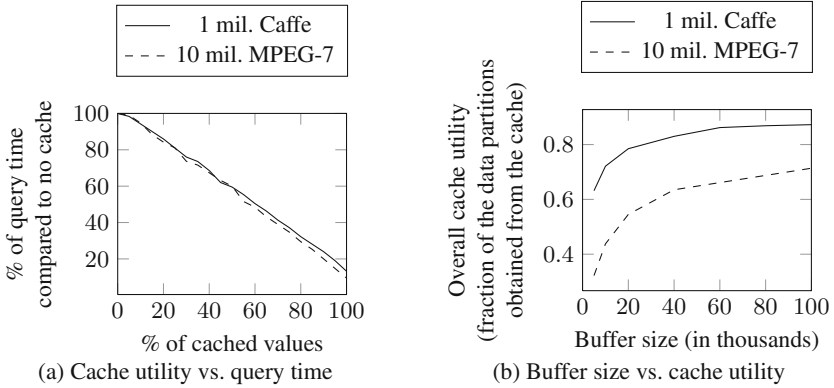 1 mil. Caffe
10 mil. MPEG-7
% of query time
compared to no cache
100
80
60
40
20
0 20 40 60 80 100
% of cached values
(a) Cache utility vs. query time
1 mil. Caffe
10 mil. MPEG-7
Overall cache utility
(fraction of the data partitions
obtained from the cache)
0.8
0.6
0.4
0 20 40 60 80 100
Buffer size (in thousands)
(b) Buffer size vs. cache utility